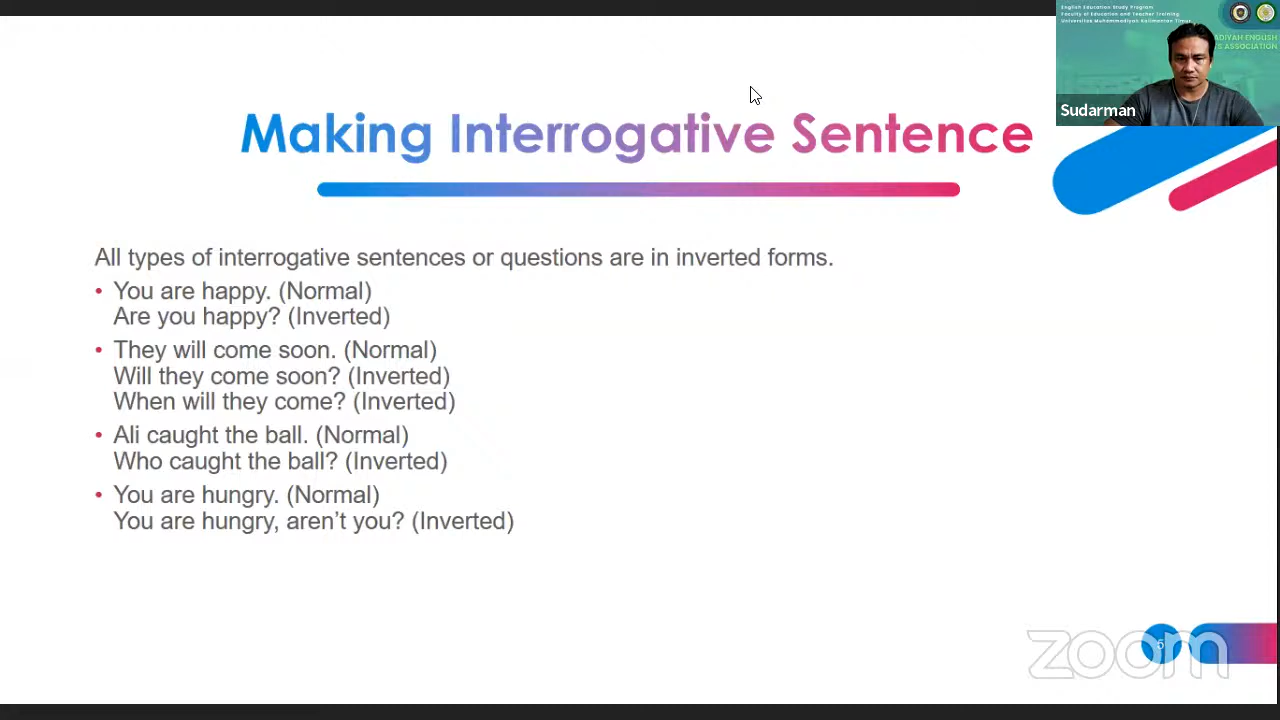 English Education Study Program
Faculty of Education and Teacher Training
Universitas Muhammadiyah Kalimantan Timur
ADIYAH ENGLISH
S ASSOCIATION
Sudarman
Making Interrogative Sentence
All types of interrogative sentences or questions are in inverted forms.
• You are happy. (Normal)
Are you happy? (Inverted)
• They will come soon. (Normal)
Will they come soon? (Inverted)
When will they come? (Inverted)
• Ali caught the ball. (Normal)
Who caught the ball? (Inverted)
• You are hungry. (Normal)
You are hungry, aren’t you? (Inverted)
zoom